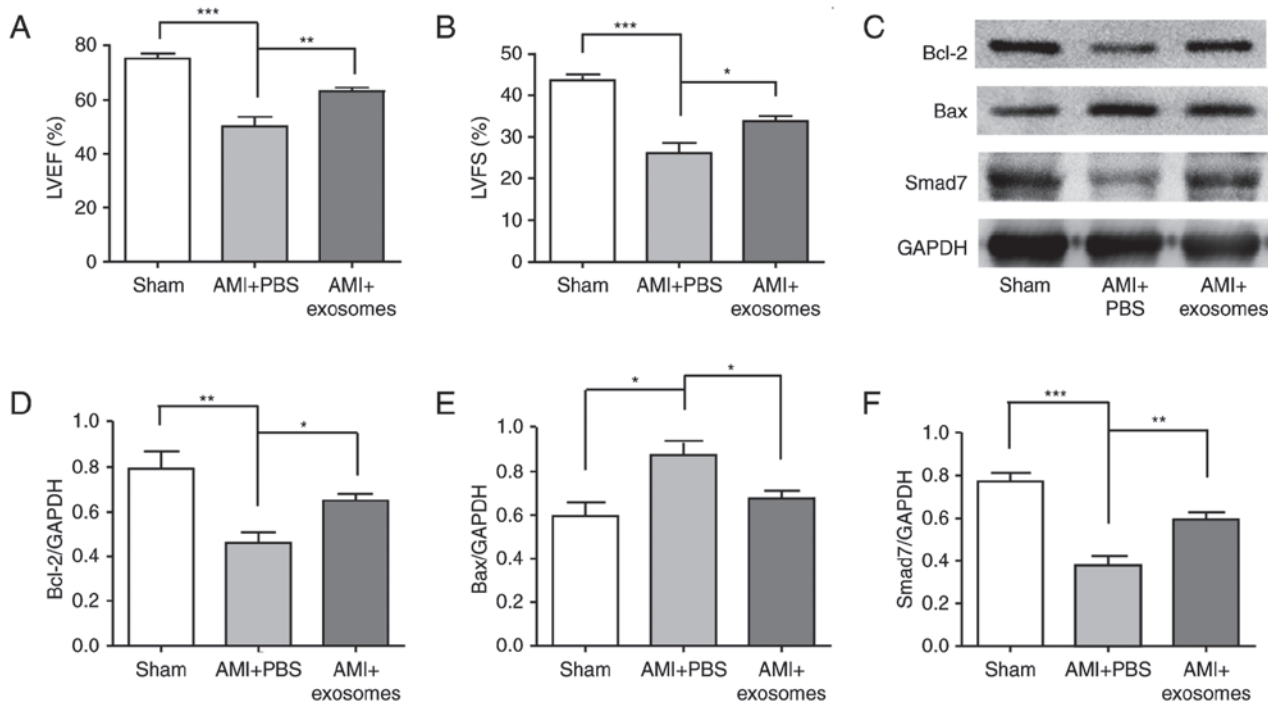 A
***
**
80
60
40
20
0
LVEF (%)
Sham
AMI+PBS
AMI+
exosomes
B
***
*
50
40
30
20
10
0
LVFS (%)
Sham
AMI+PBS
AMI+
exosomes
C
Bcl-2
Bax
Smad7
GAPDH
Sham
AMI+
PBS
AMI+
exosomes
D
**
*
1.0
0.8
0.6
0.4
0.2
0.0
Bcl-2/GAPDH
Sham
AMI+PBS
AMI+
exosomes
E
*
*
1.0
0.8
0.6
0.4
0.2
0.0
Bax/GAPDH
Sham
AMI+PBS
AMI+
exosomes
F
***
**
1.0
0.8
0.6
0.4
0.2
0.0
Smad7/GAPDH
Sham
AMI+PBS
AMI+
exosomes